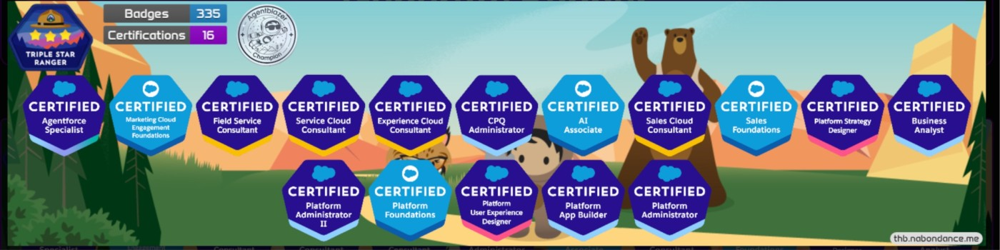 TRIPLE STAR
RANGER
Badges 335
Certifications 16
Agentblazer
Champion
CERTIFIED
Agentforce
Specialist
CERTIFIED
Marketing Cloud
Engagement
Foundations
CERTIFIED
Field Service
Consultant
CERTIFIED
Service Cloud
Consultant
CERTIFIED
Experience Cloud
Consultant
CERTIFIED
CPQ
Administrator
CERTIFIED
AI
Associate
CERTIFIED
Sales Cloud
Consultant
CERTIFIED
Sales
Foundations
CERTIFIED
Platform Strategy
Designer
CERTIFIED
Business
Analyst
CERTIFIED
Platform
Administrator
II
CERTIFIED
Platform
Foundations
CERTIFIED
Platform
User Experience
Designer
CERTIFIED
Platform
App Builder
CERTIFIED
Platform
Administrator
thb.nabondance.me